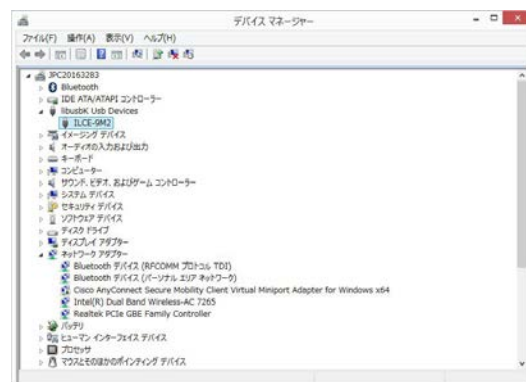 デバイス マネージャー
ファイル(F) 操作(A) 表示(V) ヘルプ(H)
JPC20163283
Bluetooth
IDE ATA/ATAPI コントローラー
libusbK Usb Devices
ILCE-9M2
イメージング デバイス
オーディオの入力および出力
キーボード
コンピューター
サウンド、ビデオ、およびゲーム コントローラー
システム デバイス
セキュリティ デバイス
ソフトウェア デバイス
ディスク ドライブ
ディスプレイ アダプター
ネットワーク アダプター
Bluetooth デバイス (RFCOMM プロトコル TDI)
Bluetooth デバイス (パーソナル エリア ネットワーク)
Cisco AnyConnect Secure Mobility Client Virtual Miniport Adapter for Windows x64
Intel(R) Dual Band Wireless-AC 7265
Realtek PCIe GBE Family Controller
バッテリ
ヒューマン インターフェイス デバイス
プロセッサ
マウスとそのほかのポインティング デバイス